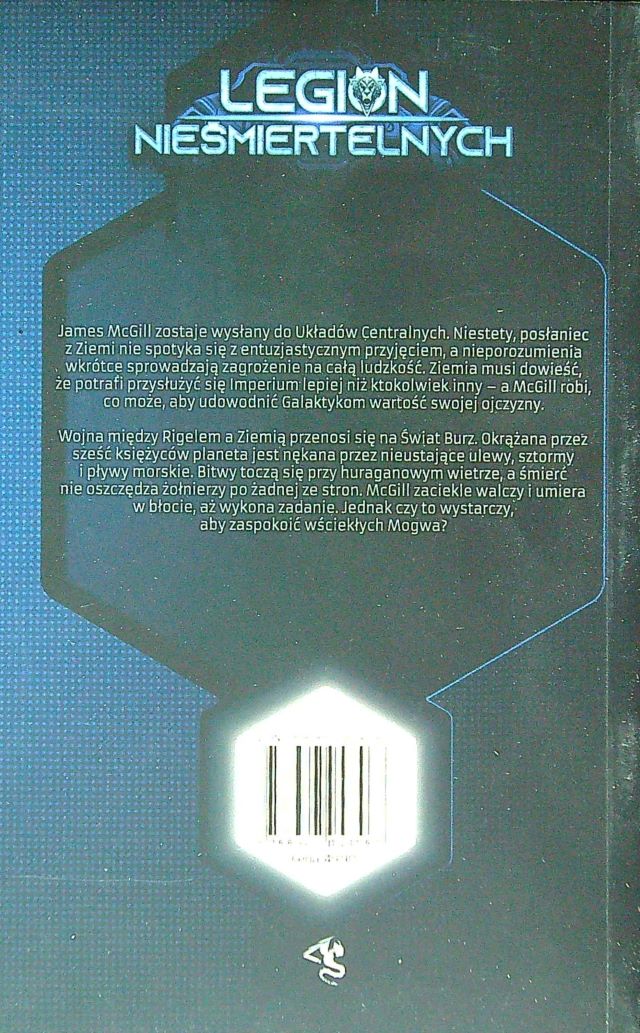 LEGION
NIEŚMIERTELNYCH
James McGill zostaje wysłany do Układów Centralnych. Niestety, posłaniec
z Ziemi nie spotyka się z entuzjastycznym przyjęciem, a nieporozumienia
wkrótce sprowadzają zagrożenie na całą ludzkość. Ziemia musi dowieść,
że potrafi przysłużyć się Imperium lepiej niż ktokolwiek inny – a McGill robi,
co może, aby udowodnić Galaktykom wartość swojej ojczyzny.
Wojna między Rigelem a Ziemią przenosi się na Świat Burz. Okrążana przez
sześć księżyców planeta jest nękana przez nieustające ulewy, sztormy
i pływy morskie. Bitwy toczą się przy huraganowym wietrze, a śmierć
nie oszczędza żołnierzy po żadnej ze stron. McGill zaciekle walczy i umiera
w błocie, aż wykona zadanie. Jednak czy to wystarczy,
aby zaspokoić wściekłych Mogwa?